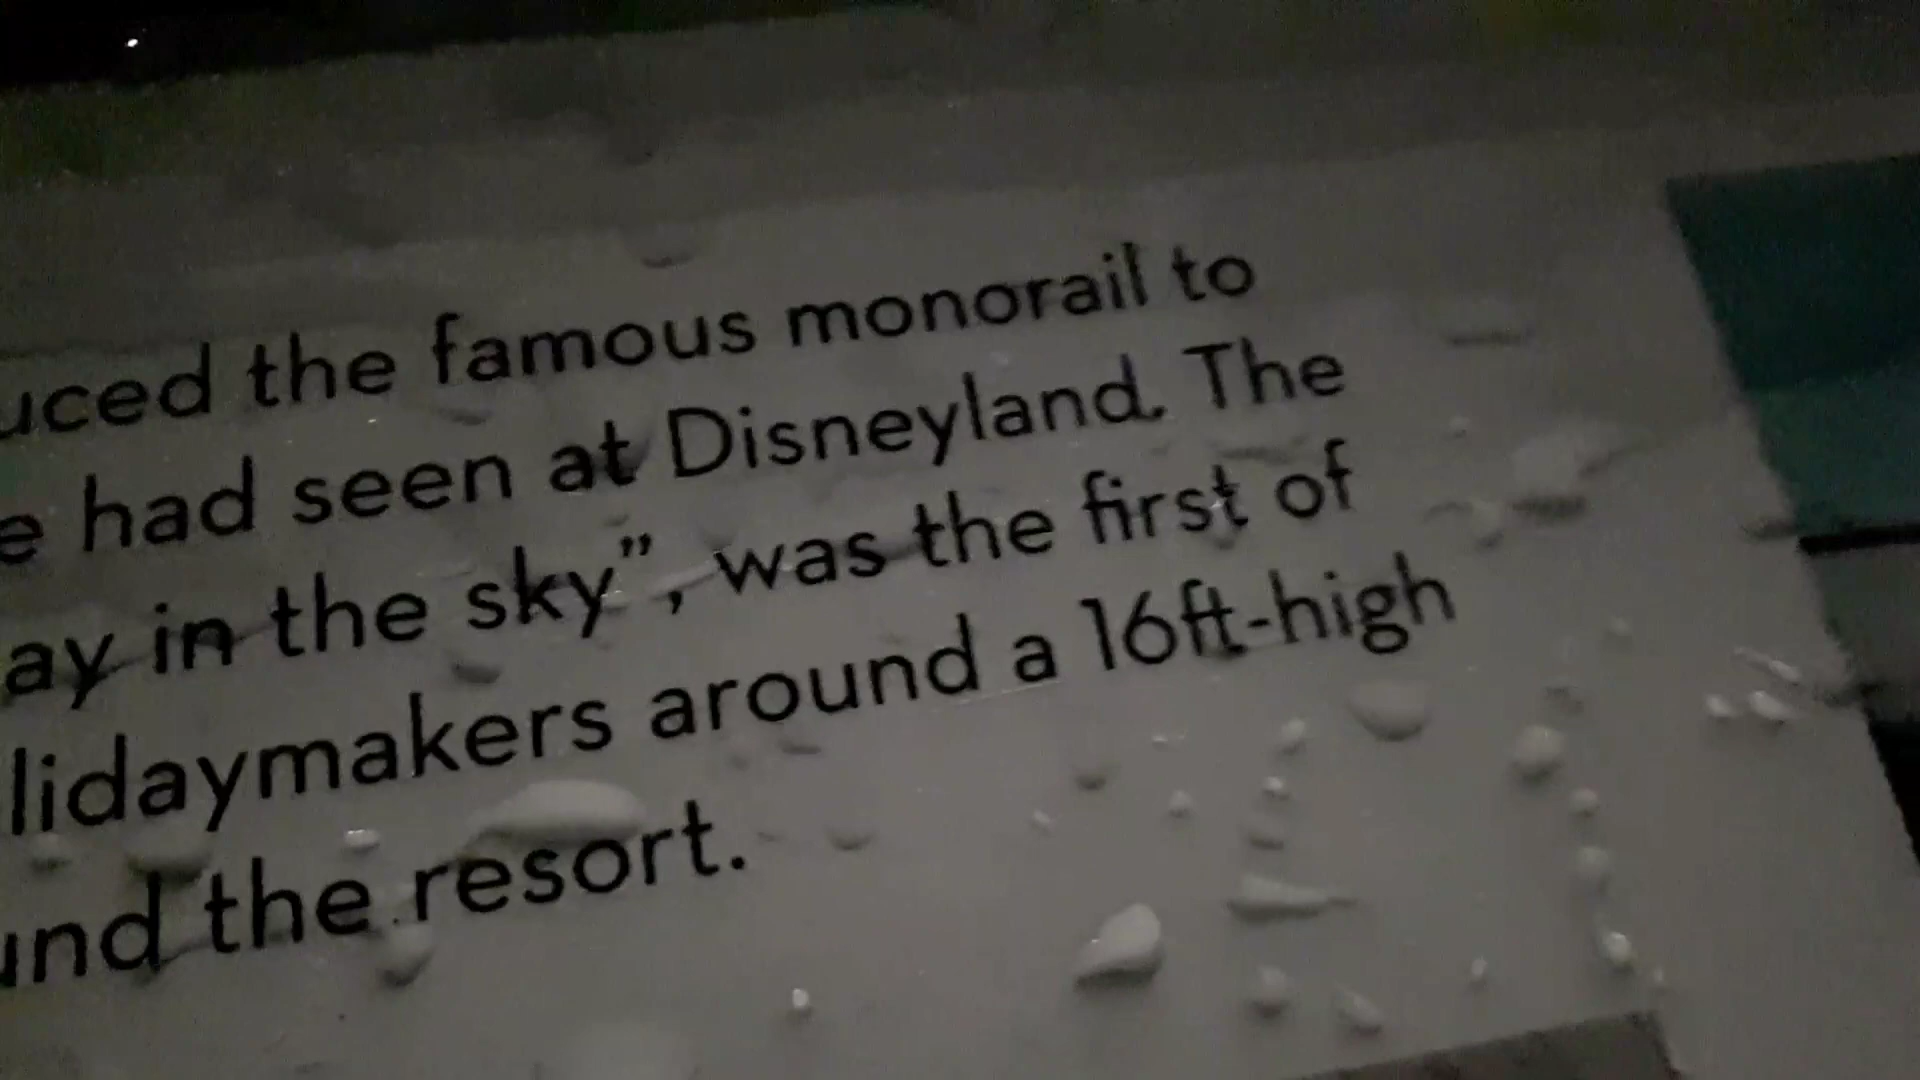 uced the famous monorail to
e had seen at Disneyland. The
ay in the sky”, was the first of
lidaymakers around a 16ft-high
und the resort.